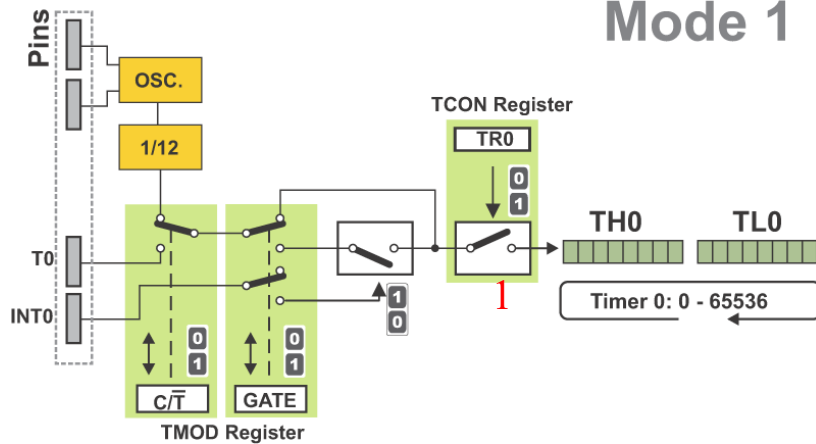 Mode 1
Pins
OSC.
TCON Register
1/12
TR0
0
1
TH0
TL0
T0
1
Timer 0: 0 - 65536
INT0
1
0
0
1
0
1
C/T̅
GATE
TMOD Register